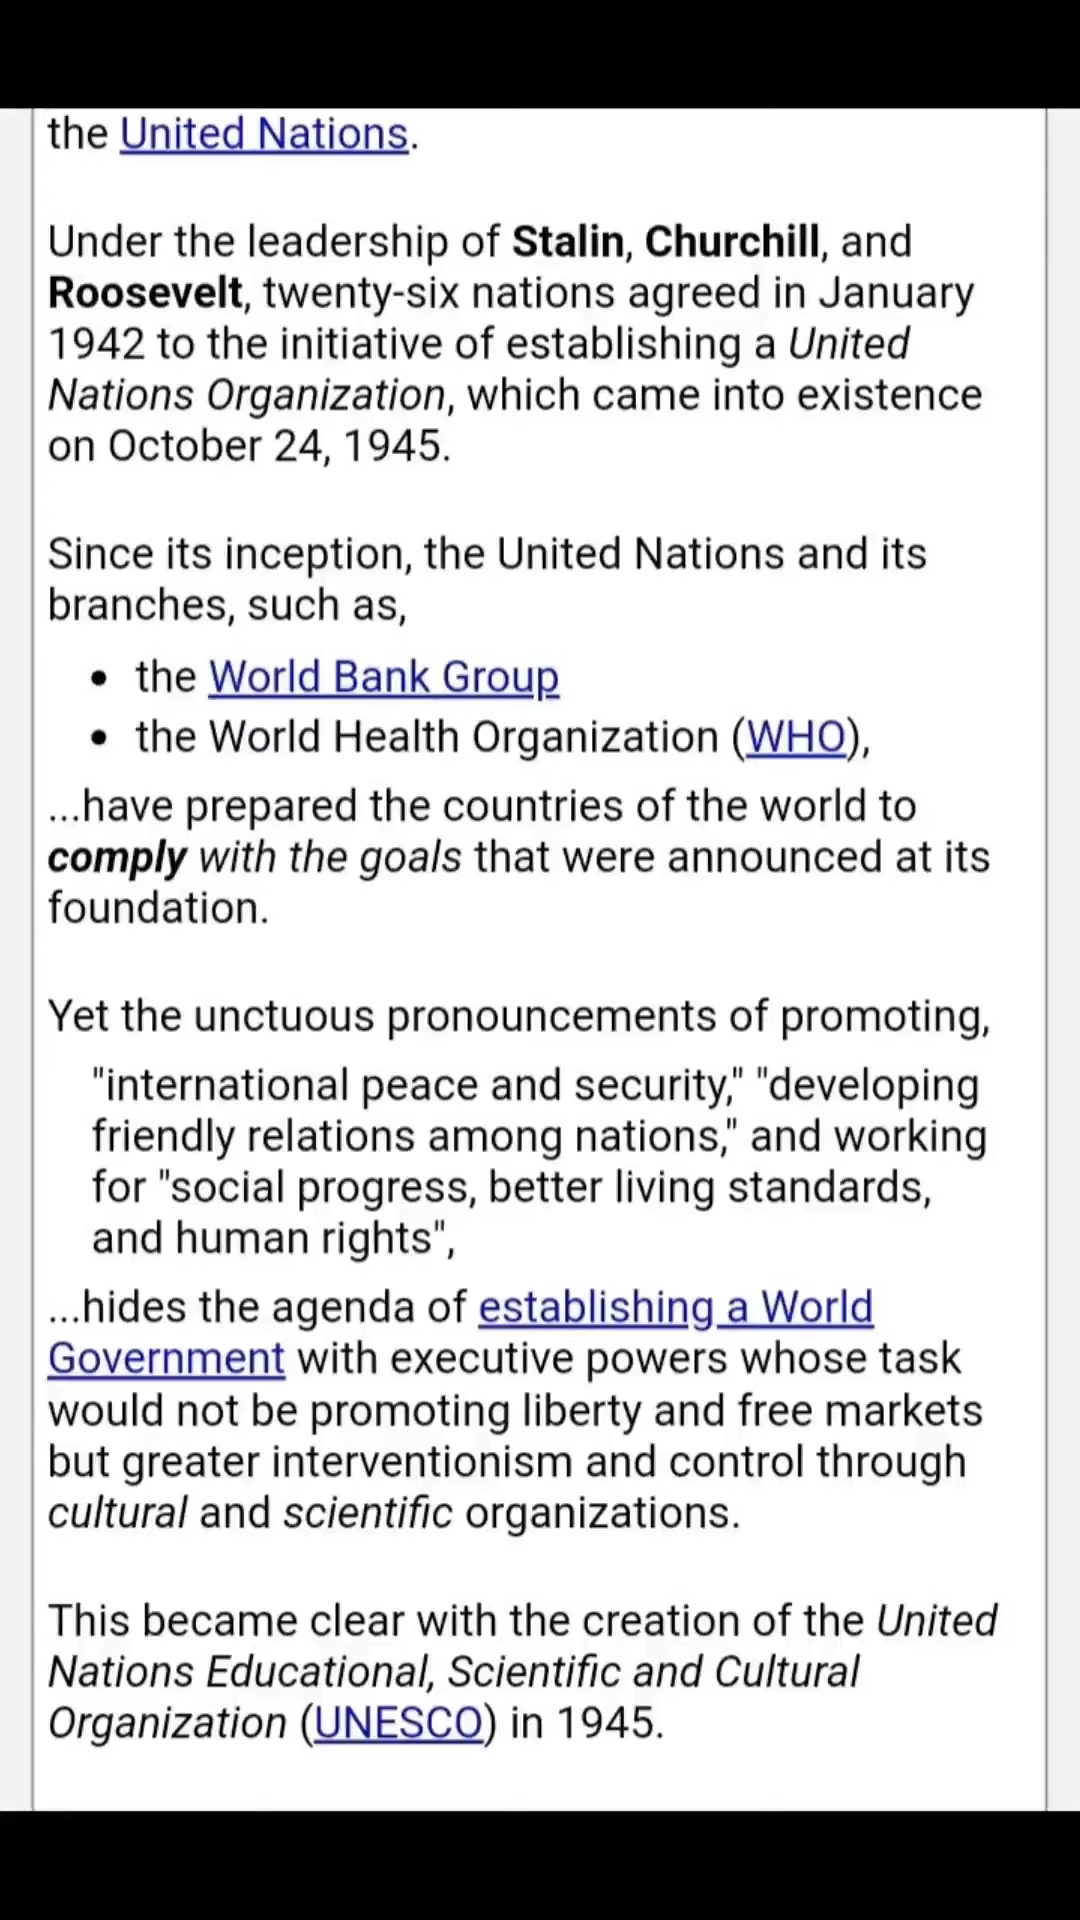 the United Nations.
Under the leadership of Stalin, Churchill, and
Roosevelt, twenty-six nations agreed in January
1942 to the initiative of establishing a United
Nations Organization, which came into existence
on October 24, 1945.
Since its inception, the United Nations and its
branches, such as,
• the World Bank Group
• the World Health Organization (WHO),
...have prepared the countries of the world to
comply with the goals that were announced at its
foundation.
Yet the unctuous pronouncements of promoting,
"international peace and security," "developing
friendly relations among nations," and working
for "social progress, better living standards,
and human rights",
...hides the agenda of establishing a World
Government with executive powers whose task
would not be promoting liberty and free markets
but greater interventionism and control through
cultural and scientific organizations.
This became clear with the creation of the United
Nations Educational, Scientific and Cultural
Organization (UNESCO) in 1945.